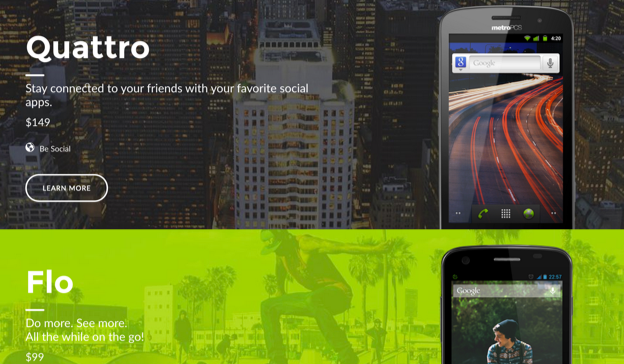 Quattro
Stay connected to your friends with your favorite social
apps.
$149
Be Social
LEARN MORE
metroPCS
4:20
Google
Flo
Do more. See more.
All the while on the go!
$99
22:57
Google